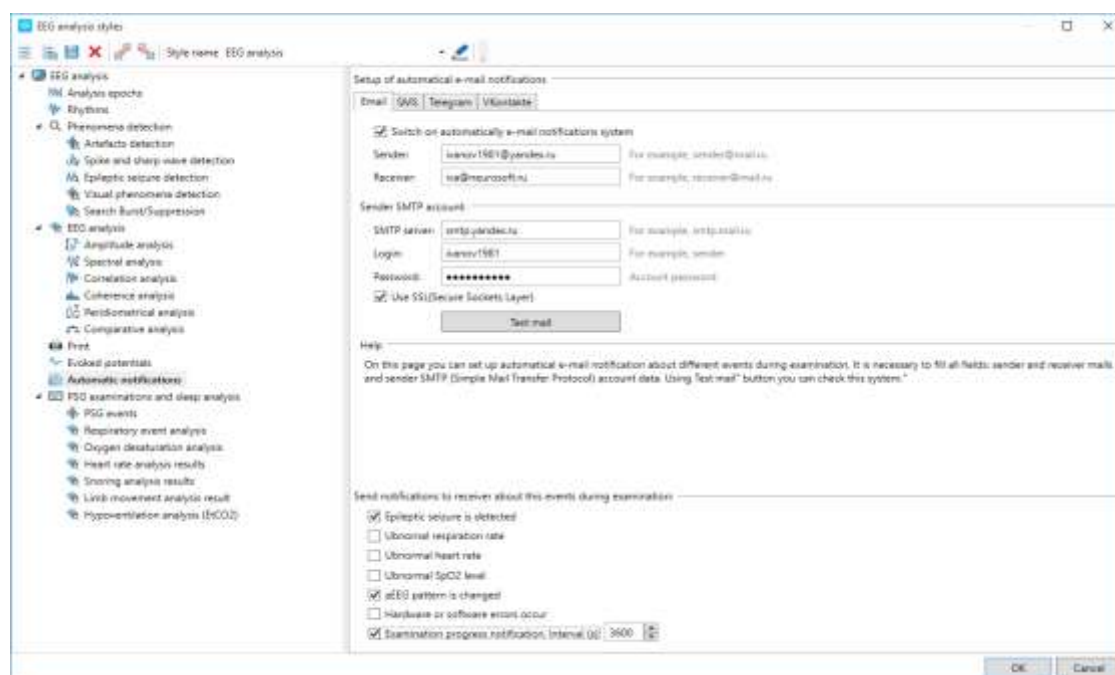 EEG analysis styles
Style name EEG analysis
EEG analysis
Analysis epochs
Rhythms
Phenomena detection
Artefacts detection
Spike and sharp wave detection
Epileptic seizure detection
Visual phenomena detection
Search Burst/Suppression
EEG analysis
Amplitude analysis
Spectral analysis
Correlation analysis
Coherence analysis
Periodiometrical analysis
Comparative analysis
Print
Evoked potentials
Automatic notifications
PSG examinations and sleep analysis
PSG events
Respiratory event analysis
Oxygen desaturation analysis
Heart rate analysis results
Snoring analysis results
Limb movement analysis result
Hypoventilation analysis (EtCO2)
Setup of automatical e-mail notifications
Email SMS Telegram VKontakte
Switch on automatically e-mail notifications system
Sender: ivanov1981@yandex.ru For example, sender@mail.ru
Receiver: iva@neurosoft.ru For example, receiver@mail.ru
Sender SMTP account
SMTP server: smtp.yandex.ru For example, smtp.mail.ru
Login: ivanov1981 For example, sender
Password: ●●●●●●●●●● Account password
Use SSL(Secure Sockets Layer)
Test mail
Help
On this page you can set up automatical e-mail notification about different events during examination. It is necessary to fill all fields: sender and receiver mails
and sender SMTP (Simple Mail Transfer Protocol) account data. Using Test mail" button you can check this system."
Send notifications to receiver about this events during examination:
Epileptic seizure is detected
Ubnormal respiration rate
Ubnormal heart rate
Ubnormal SpO2 level
aEEG pattern is changed
Hardware or software errors occur
Examination progress notification. Interval (s): 3600
OK Cancel